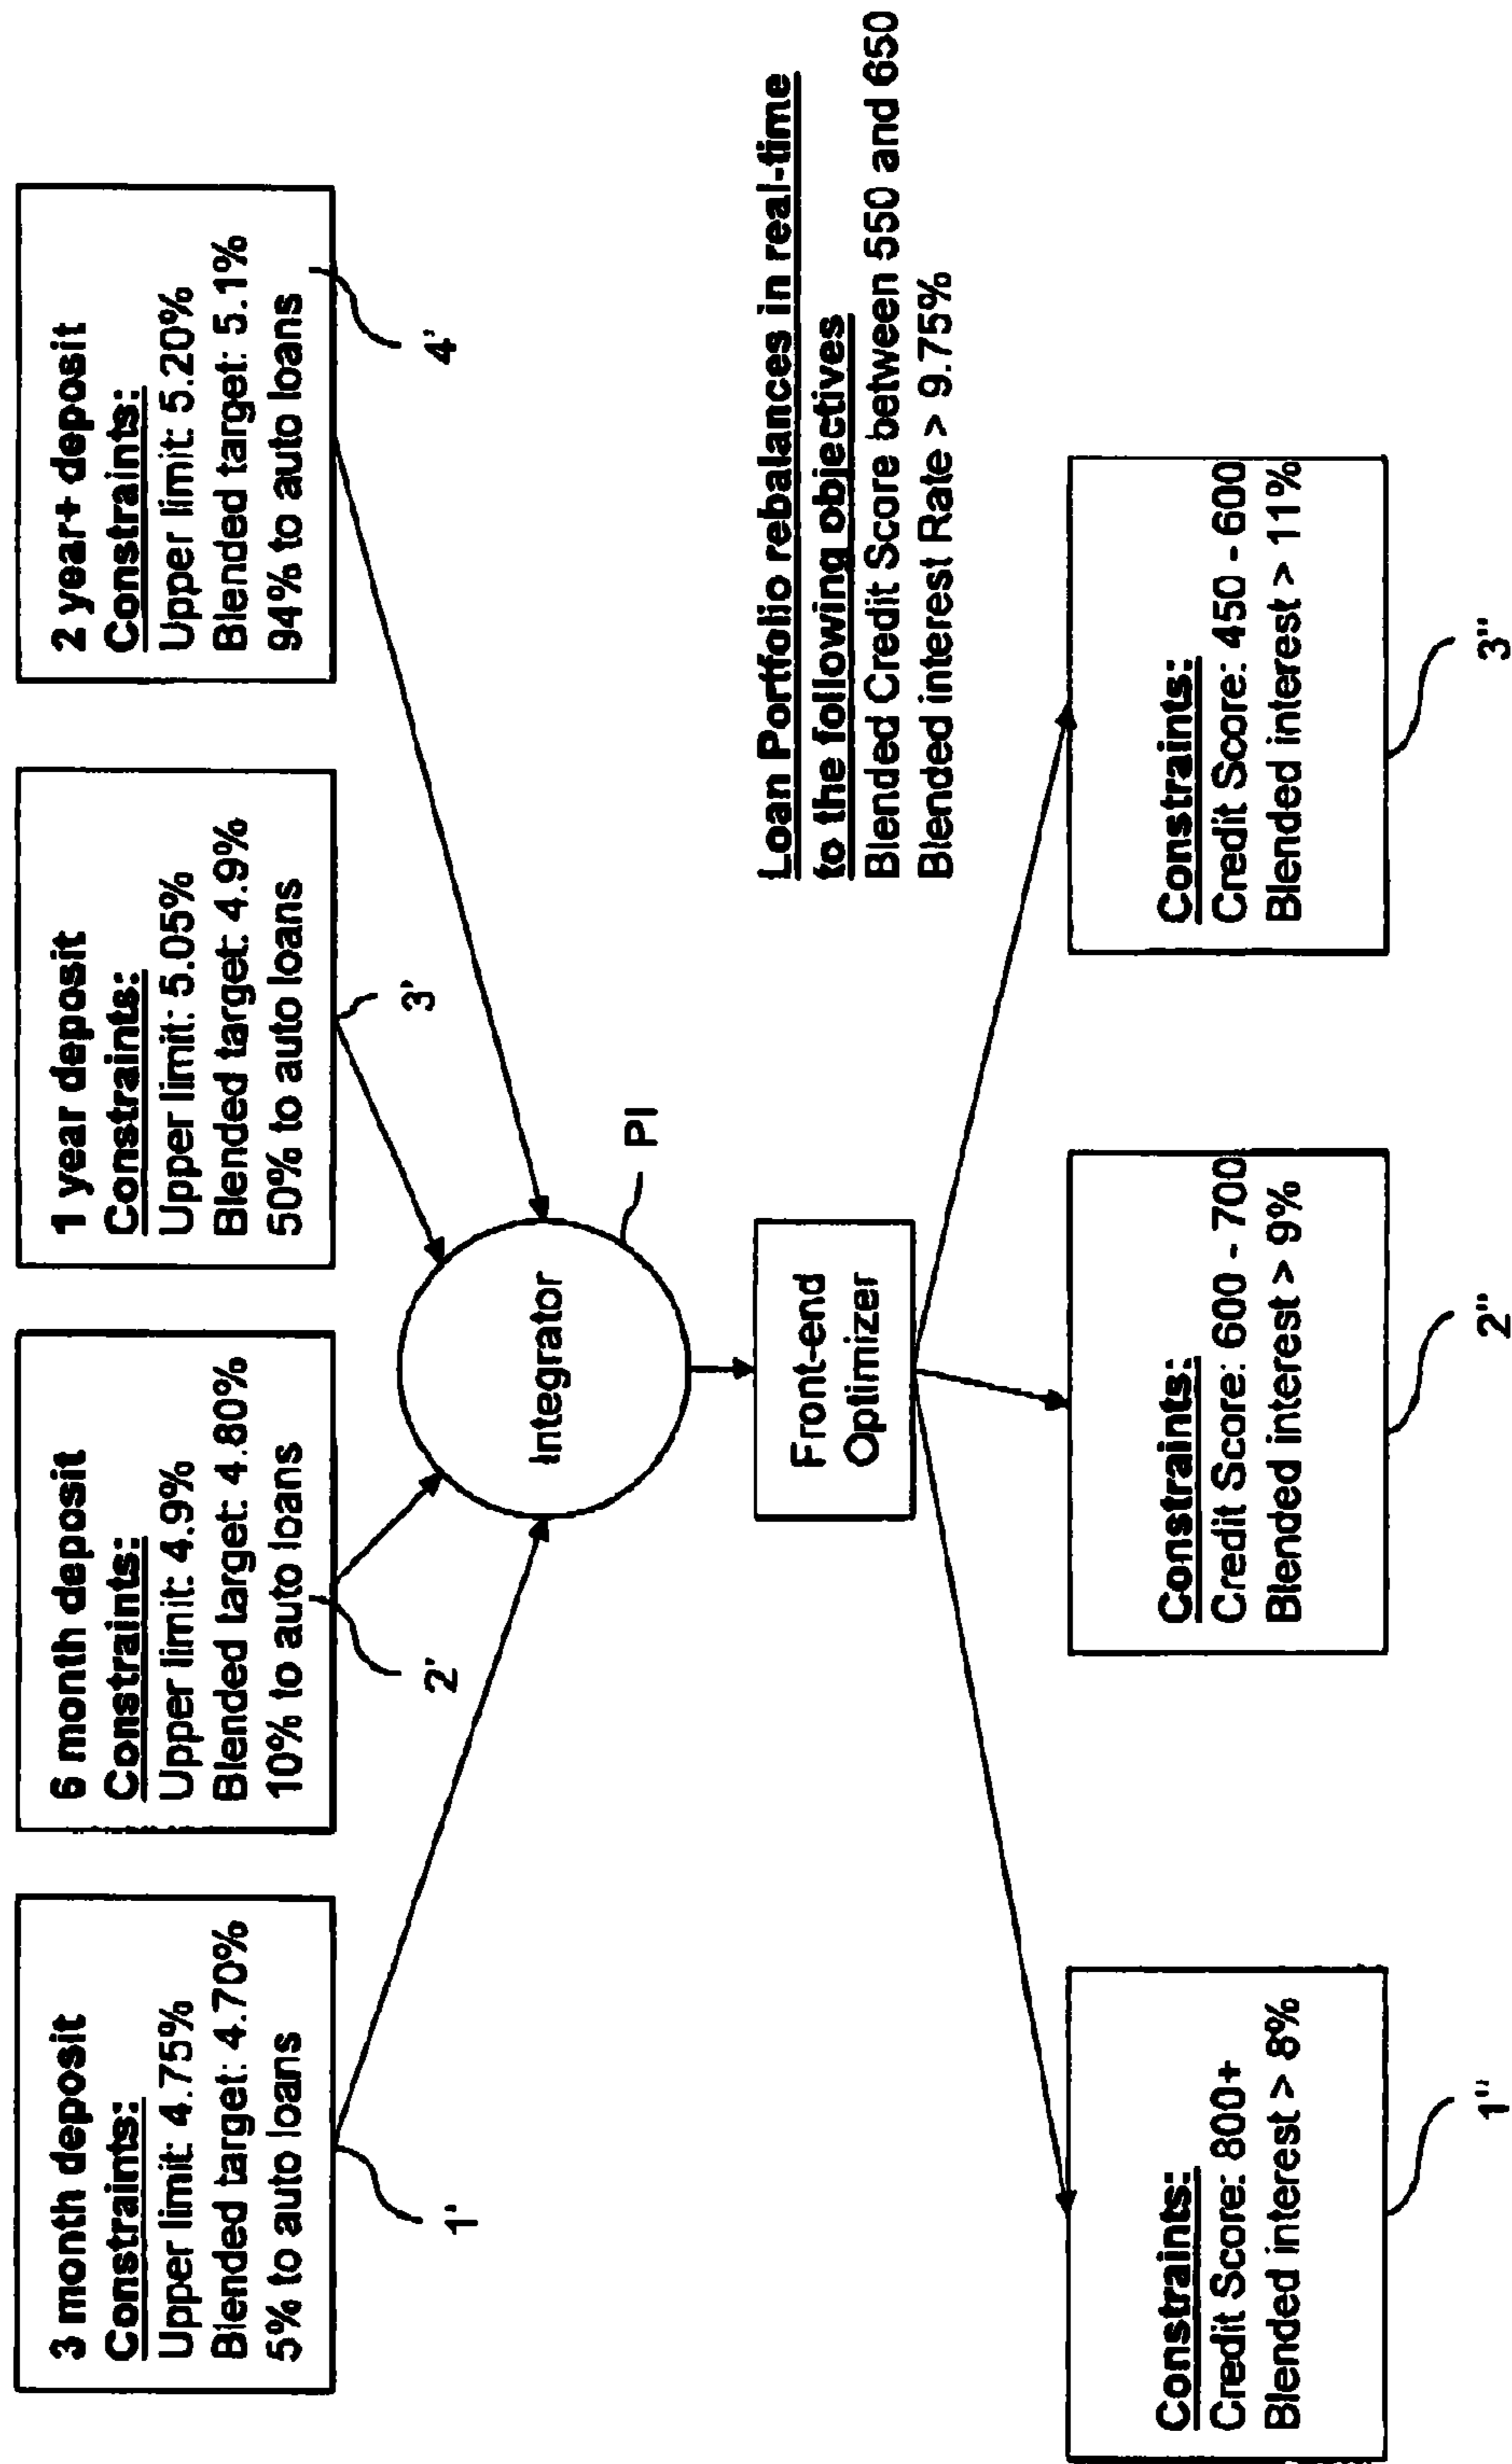 3 month deposit
Constraints:
Upper limit: 4.75%
Blended target: 4.70%
5% to auto loans
1'
6 month deposit
Constraints:
Upper limit: 4.9%
Blended target: 4.80%
10% to auto loans
2'
1 year deposit
Constraints:
Upper limit: 5.05%
Blended target: 4.9%
50% to auto loans
3'
2 year+ deposit
Constraints:
Upper limit: 5.20%
Blended target: 5.1%
94% to auto loans
4'
Integrator
PI
Front-end
Optimizer
Loan Portfolio rebalances in real-time
to the following objectives
Blended Credit Score between 550 and 650
Blended interest Rate > 9.75%
Constraints:
Credit Score: 800+
Blended interest > 8%
1"
Constraints:
Credit Score: 600 - 700
Blended interest > 9%
2"
Constraints:
Credit Score: 450 - 600
Blended interest > 11%
3"